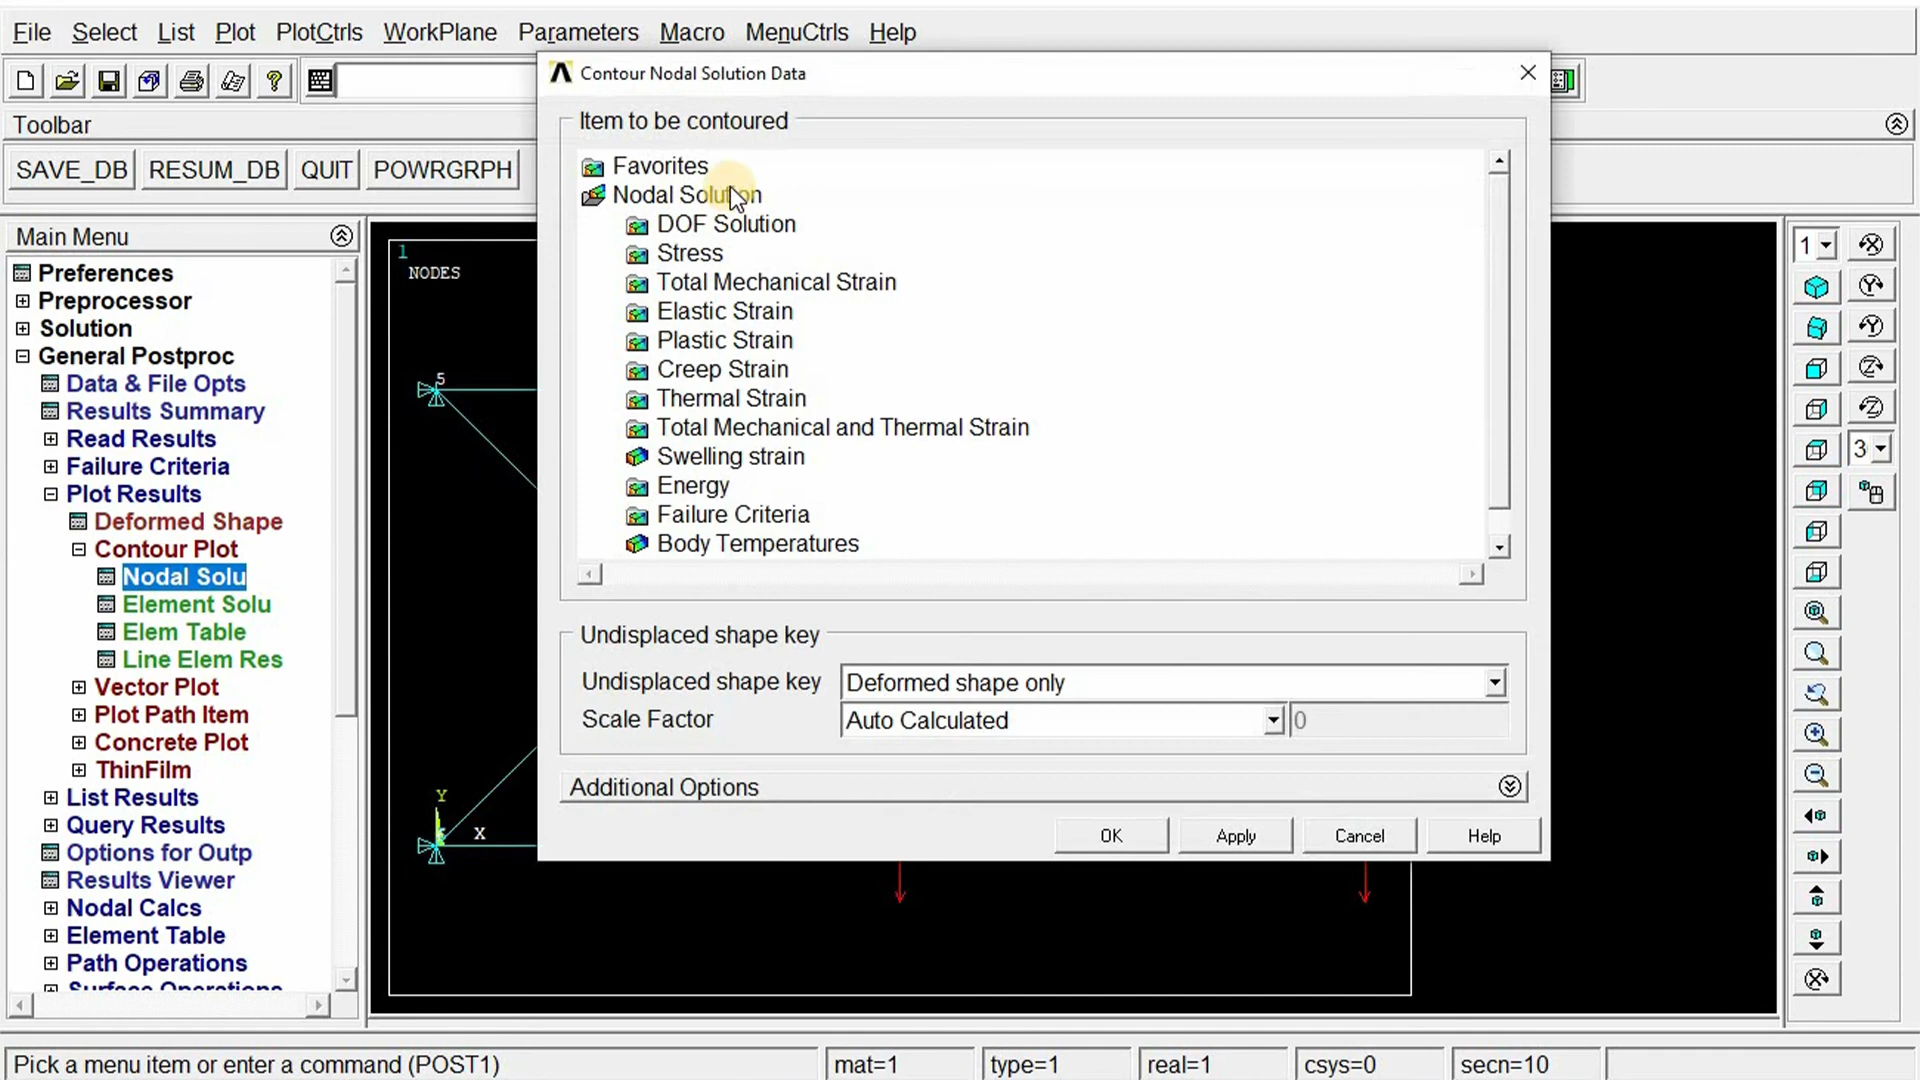 File Select List Plot PlotCtrls WorkPlane Parameters Macro MenuCtrls Help
Toolbar
SAVE_DB RESUM_DB QUIT POWRGRPH
Main Menu
Preferences
Preprocessor
Solution
General Postproc
Data & File Opts
Results Summary
Read Results
Failure Criteria
Plot Results
Deformed Shape
Contour Plot
Nodal Solu
Element Solu
Elem Table
Line Elem Res
Vector Plot
Plot Path Item
Concrete Plot
ThinFilm
List Results
Query Results
Options for Outp
Results Viewer
Nodal Calcs
Element Table
Path Operations
Surface Operations
1
NODES
5
Y
X
Contour Nodal Solution Data
Item to be contoured
Favorites
Nodal Solution
DOF Solution
Stress
Total Mechanical Strain
Elastic Strain
Plastic Strain
Creep Strain
Thermal Strain
Total Mechanical and Thermal Strain
Swelling strain
Energy
Failure Criteria
Body Temperatures
Undisplaced shape key
Undisplaced shape key Deformed shape only
Scale Factor Auto Calculated 0
Additional Options
OK Apply Cancel Help
1
3
Pick a menu item or enter a command (POST1) mat=1 type=1 real=1 csys=0 secn=10